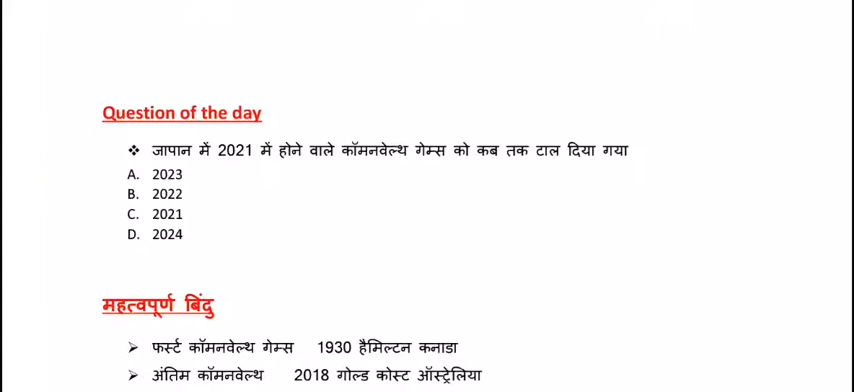 Question of the day
❖ जापान में 2021 में होने वाले कॉमनवेल्थ गेम्स को कब तक टाल दिया गया
A. 2023
B. 2022
C. 2021
D. 2024
महत्वपूर्ण बिंदु
➢ फर्स्ट कॉमनवेल्थ गेम्स 1930 हैमिल्टन कनाडा
➢ अंतिम कॉमनवेल्थ 2018 गोल्ड कोस्ट ऑस्ट्रेलिया